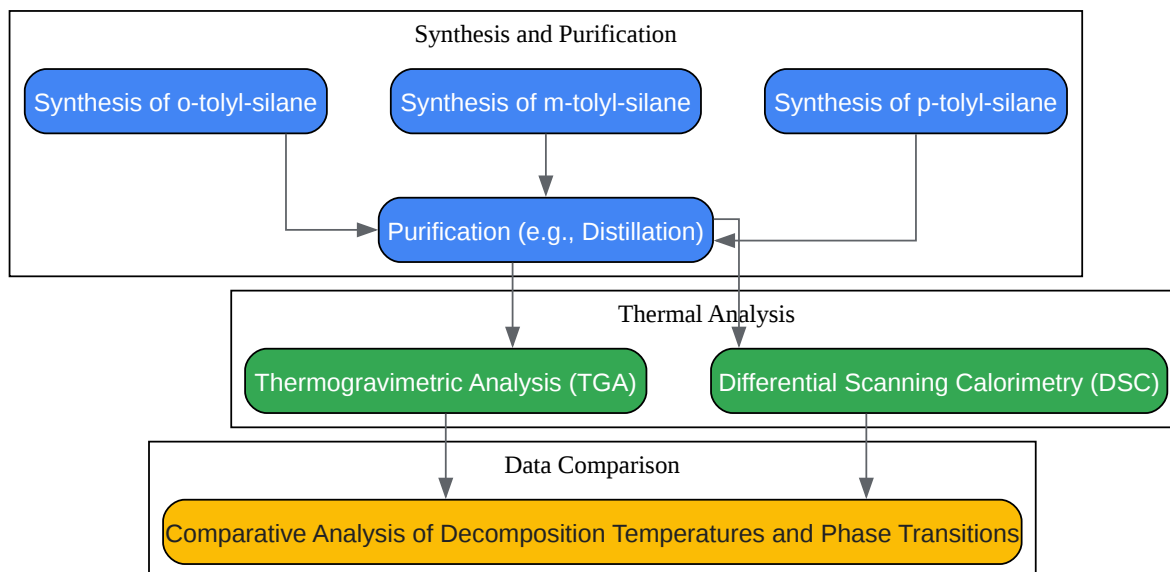 Synthesis and Purification
Synthesis of o-tolyl-silane
Synthesis of m-tolyl-silane
Synthesis of p-tolyl-silane
Purification (e.g., Distillation)
Thermal Analysis
Thermogravimetric Analysis (TGA)
Differential Scanning Calorimetry (DSC)
Data Comparison
Comparative Analysis of Decomposition Temperatures and Phase Transitions